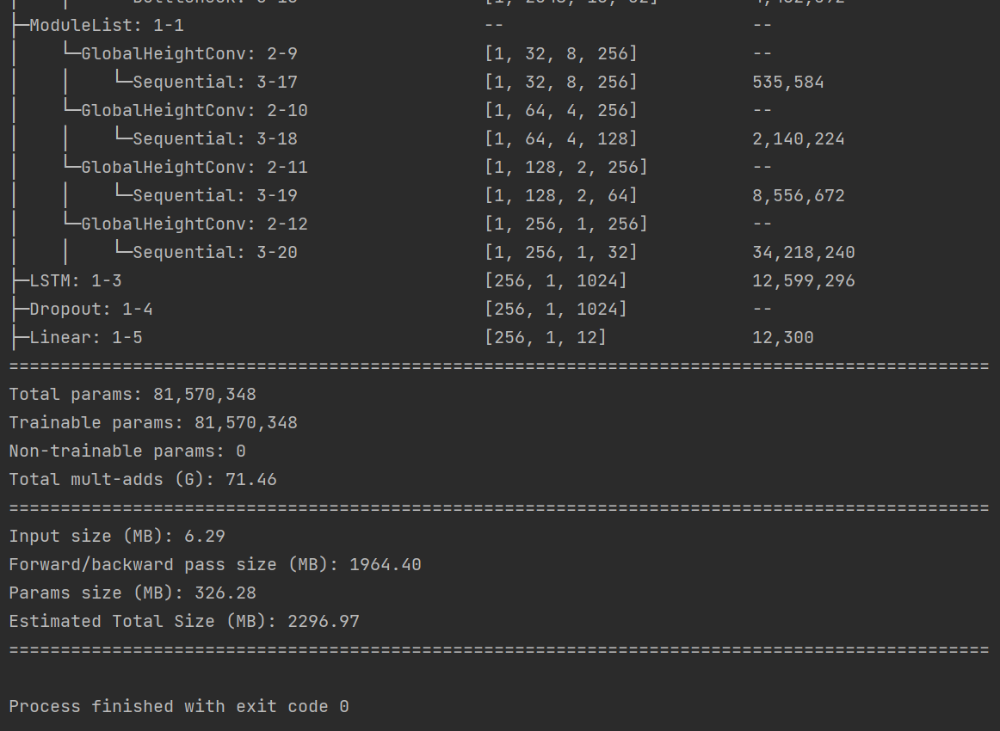 ├─ModuleList: 1-1                             --                        --
│    └─GlobalHeightConv: 2-9                  [1, 32, 8, 256]           --
│    │    └─Sequential: 3-17                  [1, 32, 8, 256]           535,584
│    └─GlobalHeightConv: 2-10                 [1, 64, 4, 256]           --
│    │    └─Sequential: 3-18                  [1, 64, 4, 128]           2,140,224
│    └─GlobalHeightConv: 2-11                 [1, 128, 2, 256]          --
│    │    └─Sequential: 3-19                  [1, 128, 2, 64]           8,556,672
│    └─GlobalHeightConv: 2-12                 [1, 256, 1, 256]          --
│    │    └─Sequential: 3-20                  [1, 256, 1, 32]           34,218,240
├─LSTM: 1-3                                   [256, 1, 1024]            12,599,296
├─Dropout: 1-4                                [256, 1, 1024]            --
├─Linear: 1-5                                 [256, 1, 12]              12,300
===============================================================================================
Total params: 81,570,348
Trainable params: 81,570,348
Non-trainable params: 0
Total mult-adds (G): 71.46
===============================================================================================
Input size (MB): 6.29
Forward/backward pass size (MB): 1964.40
Params size (MB): 326.28
Estimated Total Size (MB): 2296.97
===============================================================================================
Process finished with exit code 0